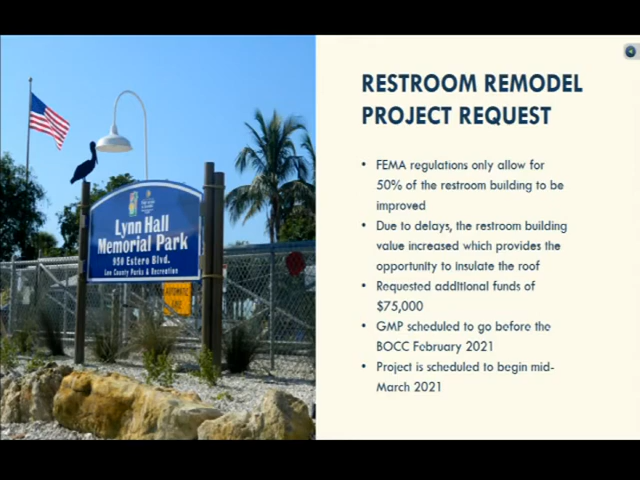 RESTROOM REMODEL
PROJECT REQUEST
• FEMA regulations only allow for
50% of the restroom building to be
improved
• Due to delays, the restroom building
value increased which provides the
opportunity to insulate the roof
• Requested additional funds of
$75,000
• GMP scheduled to go before the
BOCC February 2021
• Project is scheduled to begin mid-
March 2021
Lynn Hall
Memorial Park
950 Estero Blvd.
Lee County Parks & Recreation
AUTOMATIC